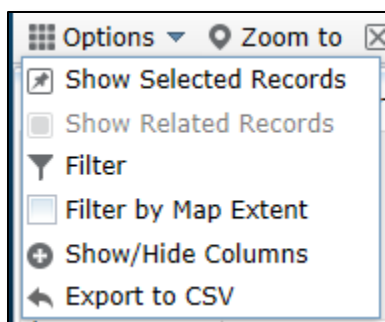 Options Zoom to
Show Selected Records
Show Related Records
Filter
Filter by Map Extent
Show/Hide Columns
Export to CSV